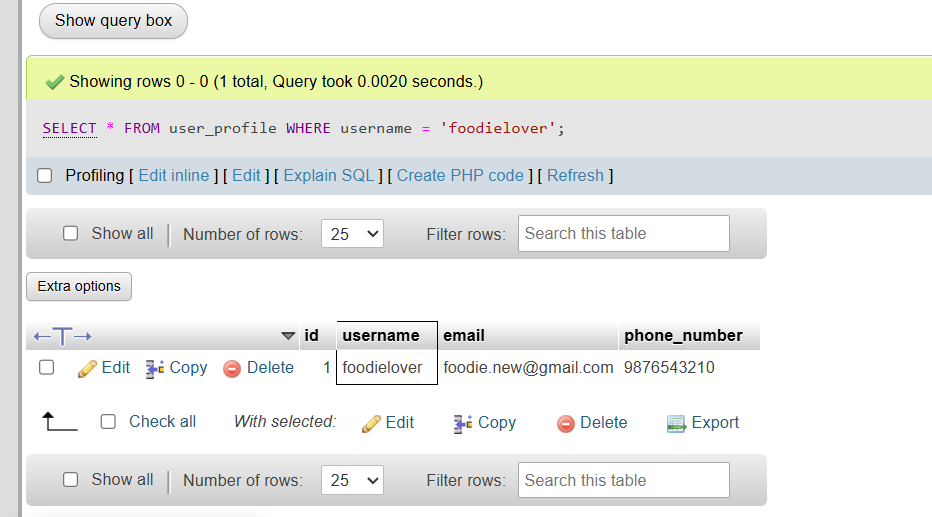 Show query box
Showing rows 0 - 0 (1 total, Query took 0.0020 seconds.)
SELECT * FROM user_profile WHERE username = 'foodielover';
Profiling [ Edit inline ] [ Edit ] [ Explain SQL ] [ Create PHP code ] [ Refresh ]
Show all Number of rows: 25 Filter rows: Search this table
Extra options
id username email phone_number
Edit Copy Delete 1 foodielover foodie.new@gmail.com 9876543210
Check all With selected: Edit Copy Delete Export
Show all Number of rows: 25 Filter rows: Search this table